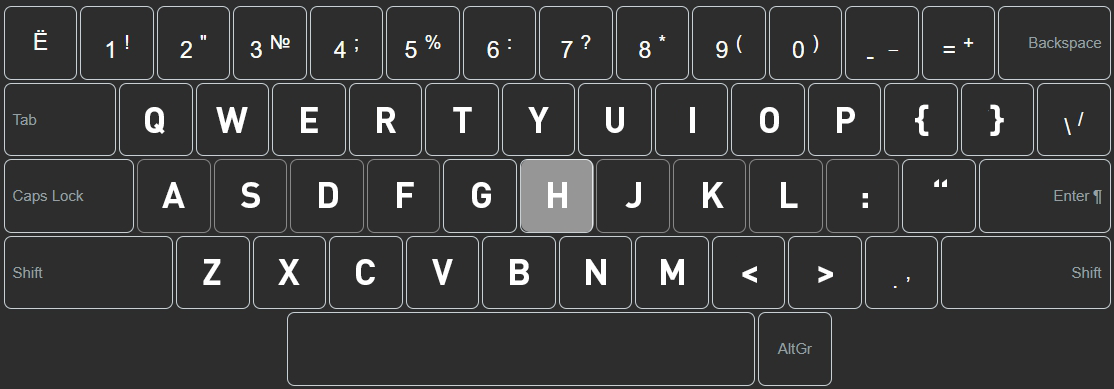 Ё 1 ! 2 " 3 № 4 ; 5 % 6 : 7 ? 8 * 9 ( 0 ) - _ = + Backspace
Tab Q W E R T Y U I O P { } \ /
Caps Lock A S D F G H J K L : “ Enter ¶
Shift Z X C V B N M < > . , Shift
AltGr